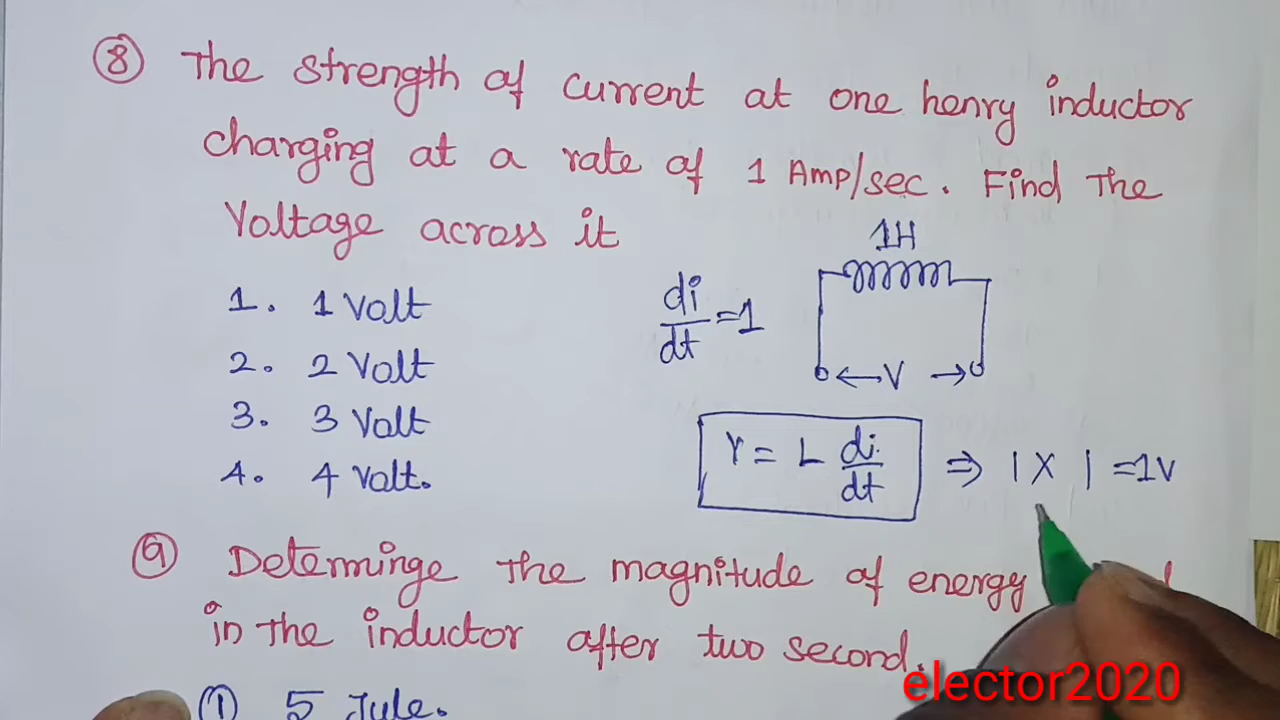 ⑧ The strength of current at one henry inductor
charging at a rate of 1 Amp/sec. Find The
Voltage across it
1. 1 Volt
2. 2 Volt
3. 3 Volt
4. 4 Volt.
di/dt = 1
1H
V
V = L di/dt ⇒ 1 X 1 = 1V
⑨ Determinge the magnitude of energy
in the inductor after two second.
① 5 Jule.
elector2020